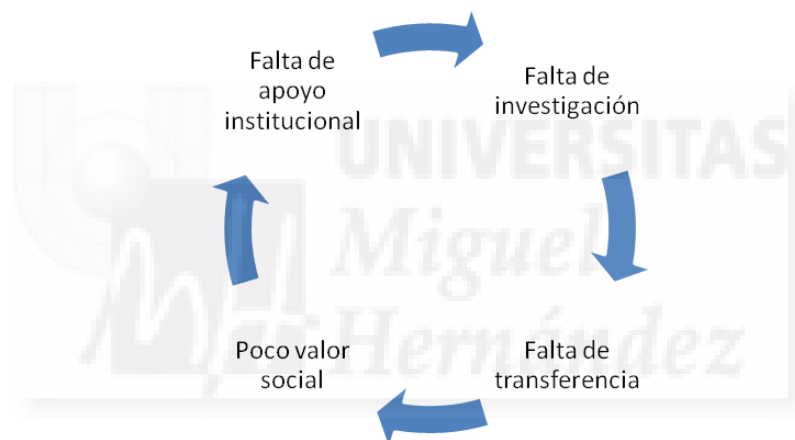 Falta de
apoyo
institucional
Falta de
investigación
Falta de
transferencia
Poco valor
social
UNIVERSITAS
Miguel
Hernández